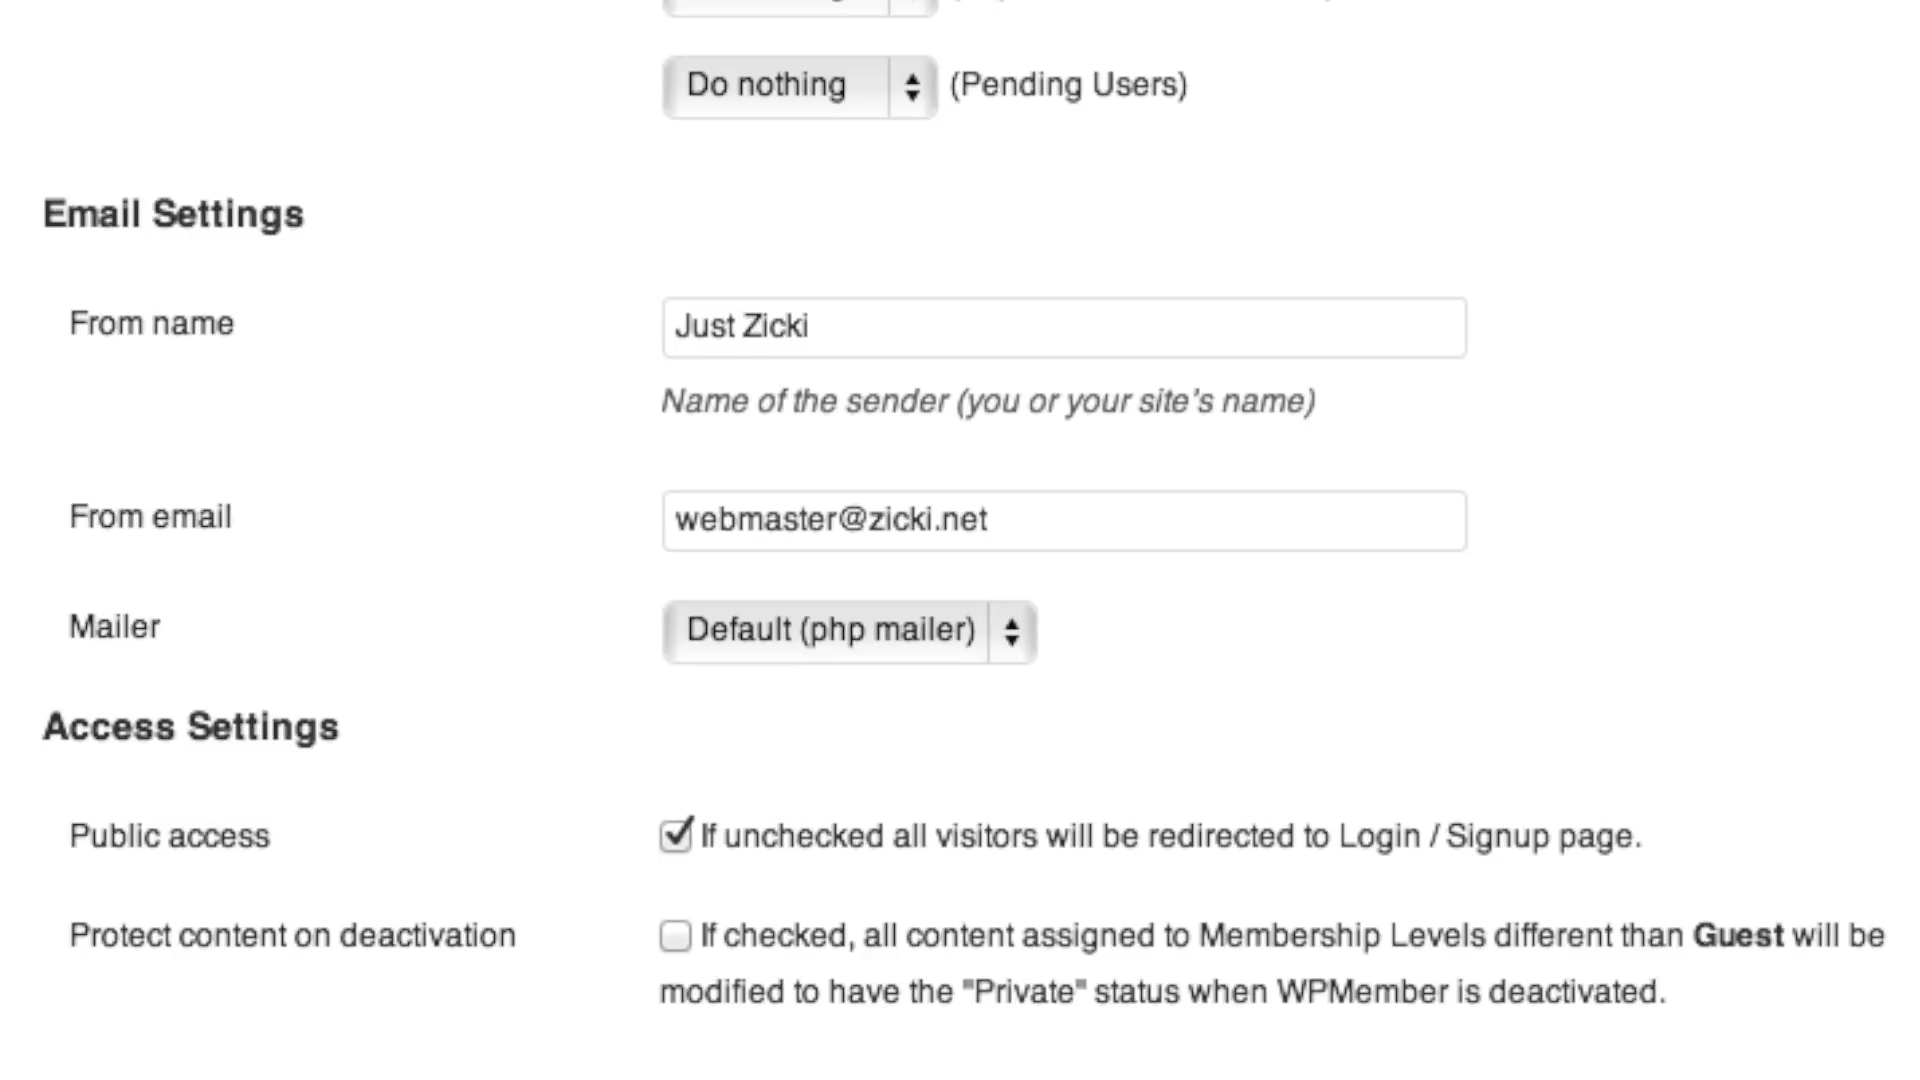 Do nothing (Pending Users)
Email Settings
From name Just Zicki
Name of the sender (you or your site's name)
From email webmaster@zicki.net
Mailer Default (php mailer)
Access Settings
Public access If unchecked all visitors will be redirected to Login / Signup page.
Protect content on deactivation If checked, all content assigned to Membership Levels different than Guest will be
modified to have the "Private" status when WPMember is deactivated.